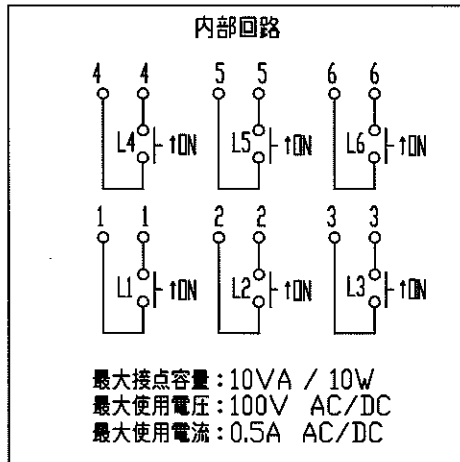 内部回路
4 4 5 5 6 6
L4 ↑ON L5 ↑ON L6 ↑ON
1 1 2 2 3 3
L1 ↑ON L2 ↑ON L3 ↑ON
最大接点容量:10VA / 10W
最大使用電圧:100V AC/DC
最大使用電流:0.5A AC/DC